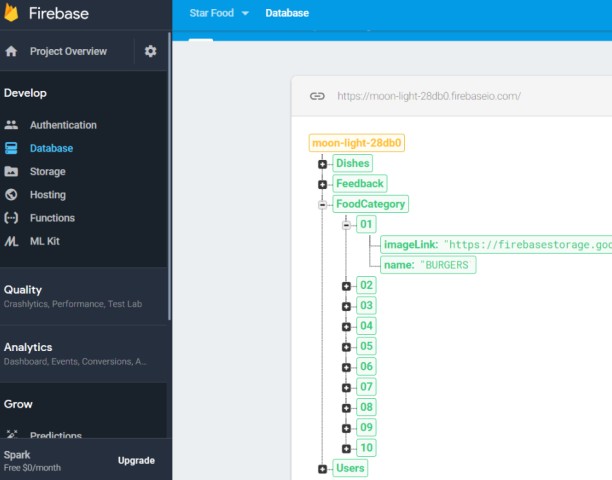 Firebase
Star Food
Database
Project Overview
https://moon-light-28db0.firebaseio.com/
Develop
Authentication
Database
Storage
Hosting
Functions
ML Kit
Quality
Crashlytics, Performance, Test Lab
Analytics
Dashboard, Events, Conversions, A...
Grow
Predictions
Spark
Free $0/month
Upgrade
moon-light-28db0
Dishes
Feedback
FoodCategory
01
imageLink: "https://firebasestorage.goo
name: "BURGERS
02
03
04
05
06
07
08
09
10
Users